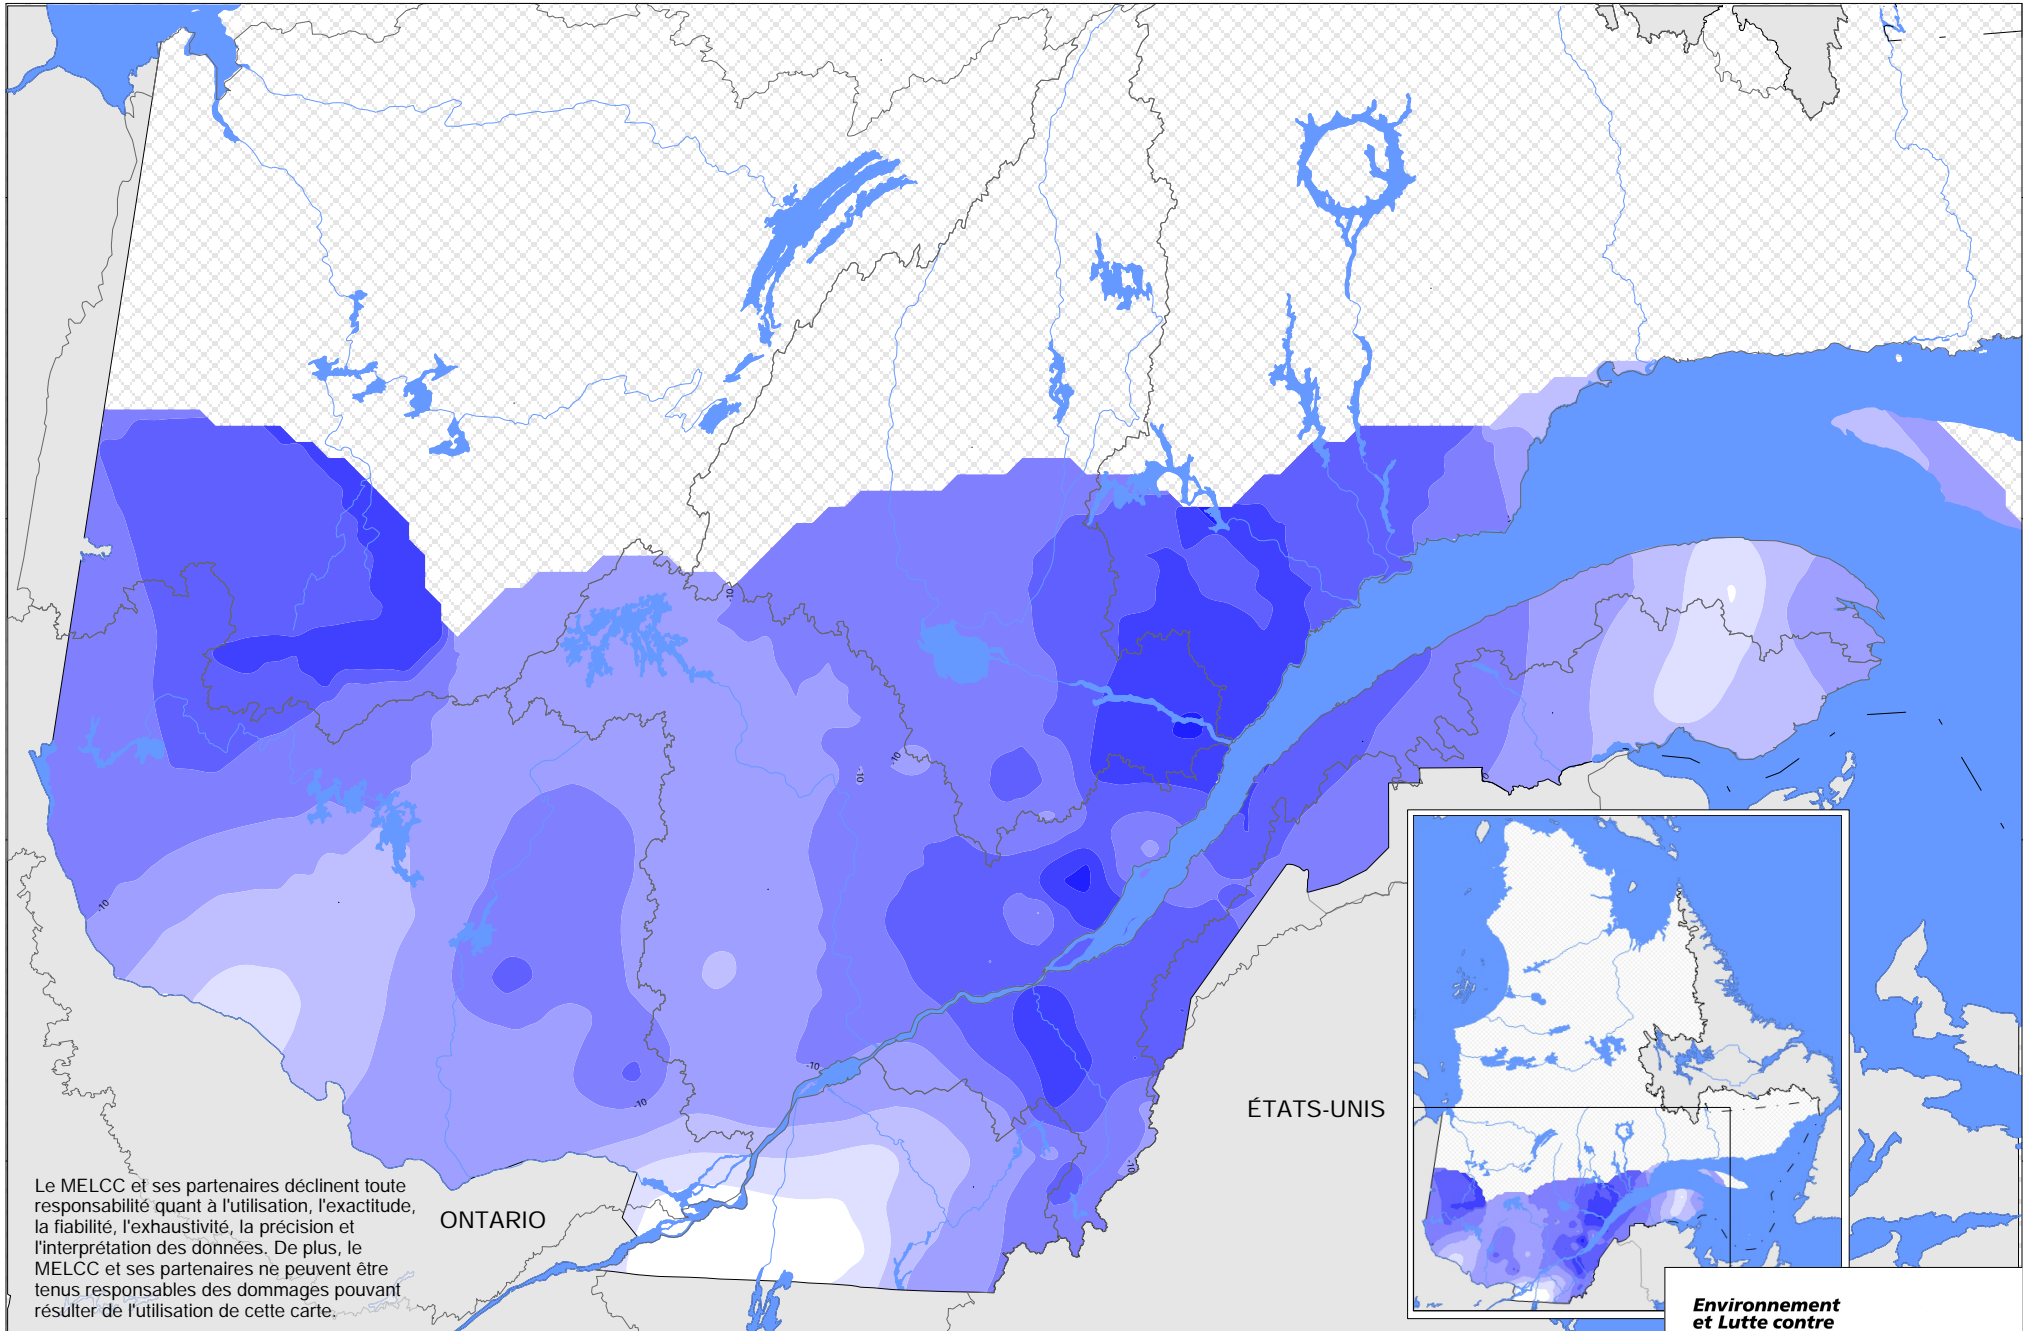 -10
-10
-10
-10
-10
-10
-10
ÉTATS-UNIS
ONTARIO
Le MELCC et ses partenaires déclinent toute
responsabilité quant à l'utilisation, l'exactitude,
la fiabilité, l'exhaustivité, la précision et
l'interprétation des données. De plus, le
MELCC et ses partenaires ne peuvent être
tenus responsables des dommages pouvant
résulter de l'utilisation de cette carte.
Environnement
et Lutte contre